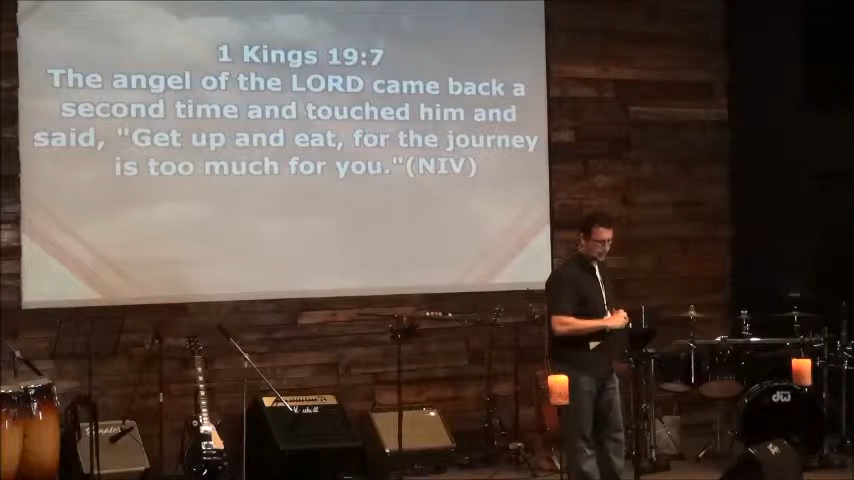 1 Kings 19:7
The angel of the LORD came back a
second time and touched him and
said, "Get up and eat, for the journey
is too much for you."(NIV)
dw